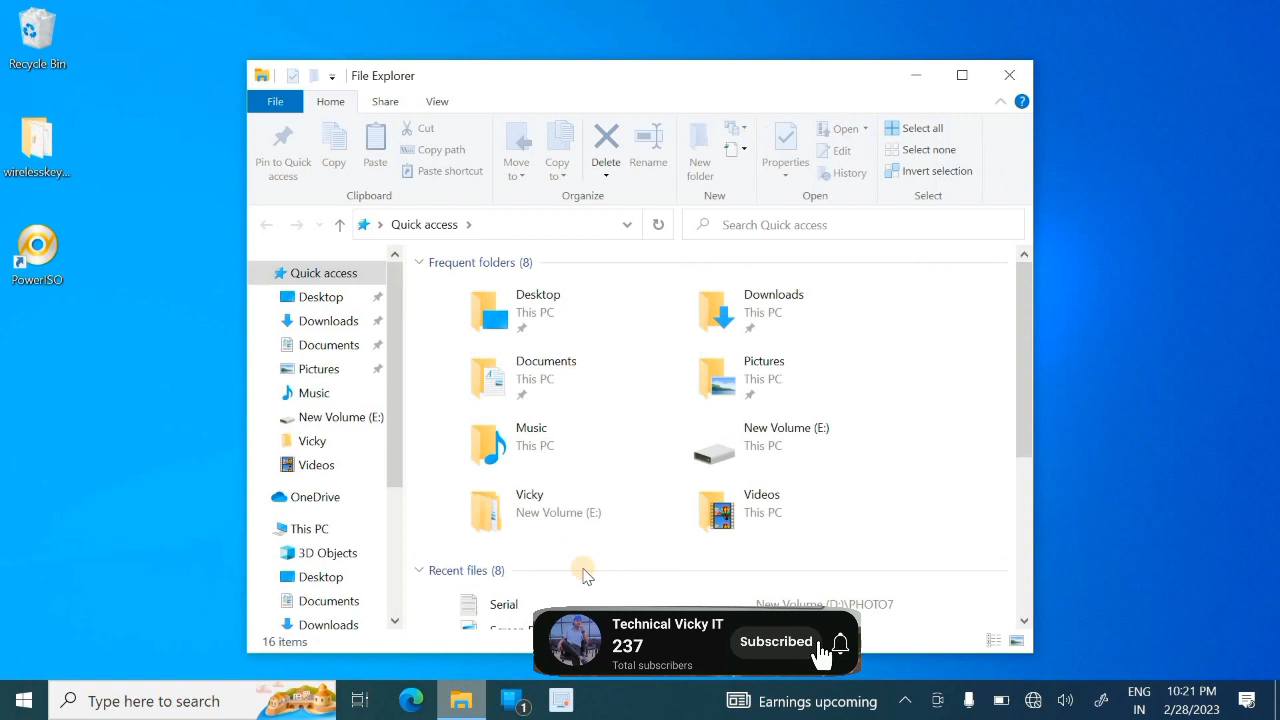 Recycle Bin
wirelesskey...
PowerISO
File Explorer
File Home Share View
Pin to Quick access
Copy
Paste
Cut
Copy path
Paste shortcut
Clipboard
Move to
Copy to
Delete
Rename
Organize
New folder
New
Properties
Open
Edit
History
Open
Select all
Select none
Invert selection
Select
Quick access
Search Quick access
Quick access
Desktop
Downloads
Documents
Pictures
Music
New Volume (E:)
Vicky
Videos
OneDrive
This PC
3D Objects
Desktop
Documents
Downloads
Frequent folders (8)
Desktop
This PC
Downloads
This PC
Documents
This PC
Pictures
This PC
Music
This PC
New Volume (E:)
This PC
Vicky
New Volume (E:)
Videos
This PC
Recent files (8)
Serial
New Volume (D:)\PHOTO7
16 items
Technical Vicky IT
237
Total subscribers
Subscribed
Type here to search
1
Earnings upcoming
ENG
IN
10:21 PM
2/28/2023